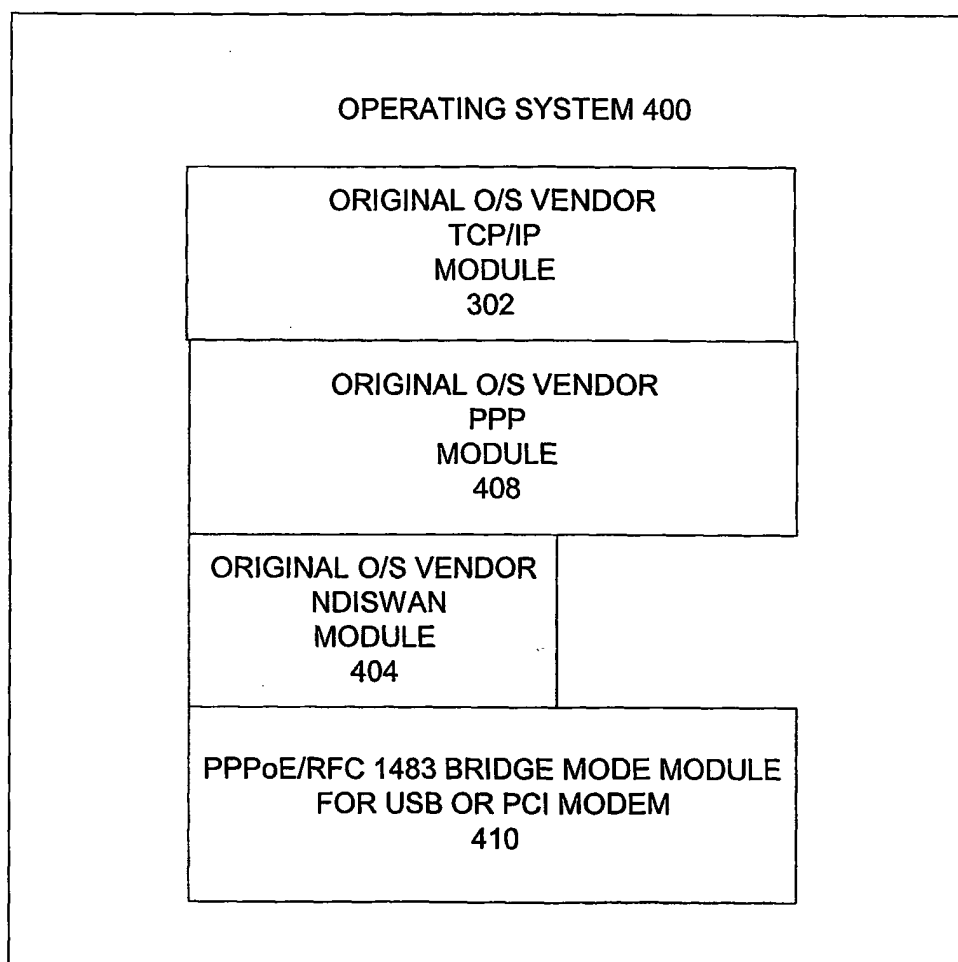 OPERATING SYSTEM 400
ORIGINAL O/S VENDOR
TCP/IP
MODULE
302
ORIGINAL O/S VENDOR
PPP
MODULE
408
ORIGINAL O/S VENDOR
NDISWAN
MODULE
404
PPPoE/RFC 1483 BRIDGE MODE MODULE
FOR USB OR PCI MODEM
410